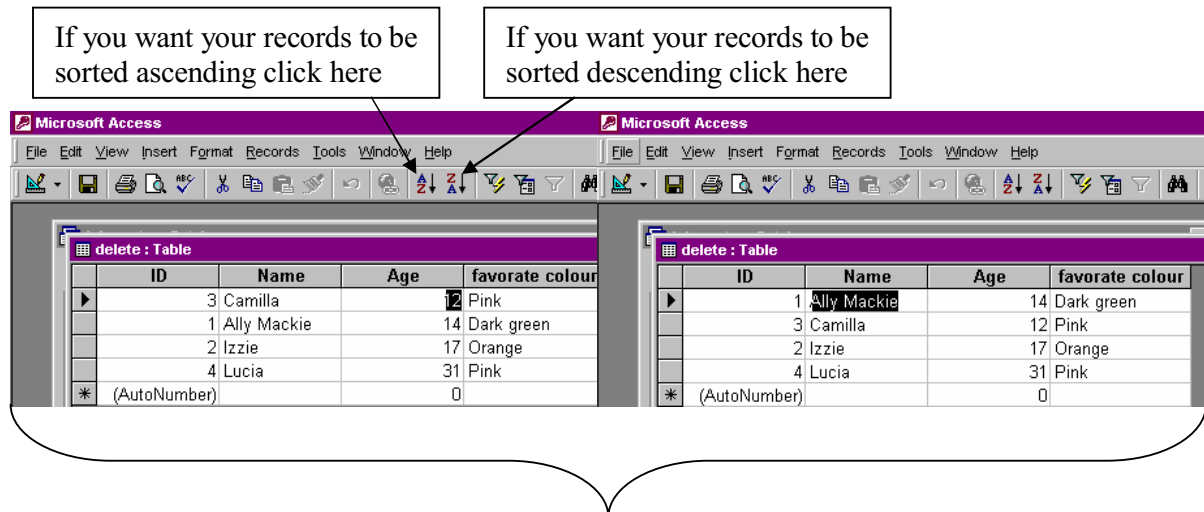 If you want your records to be
sorted ascending click here
If you want your records to be
sorted descending click here
Microsoft Access
File Edit View Insert Format Records Tools Window Help
delete : Table
ID Name Age favorate colour
3 Camilla 12 Pink
1 Ally Mackie 14 Dark green
2 Izzie 17 Orange
4 Lucia 31 Pink
(AutoNumber) 0
Microsoft Access
File Edit View Insert Format Records Tools Window Help
delete : Table
ID Name Age favorate colour
1 Ally Mackie 14 Dark green
3 Camilla 12 Pink
2 Izzie 17 Orange
4 Lucia 31 Pink
(AutoNumber) 0